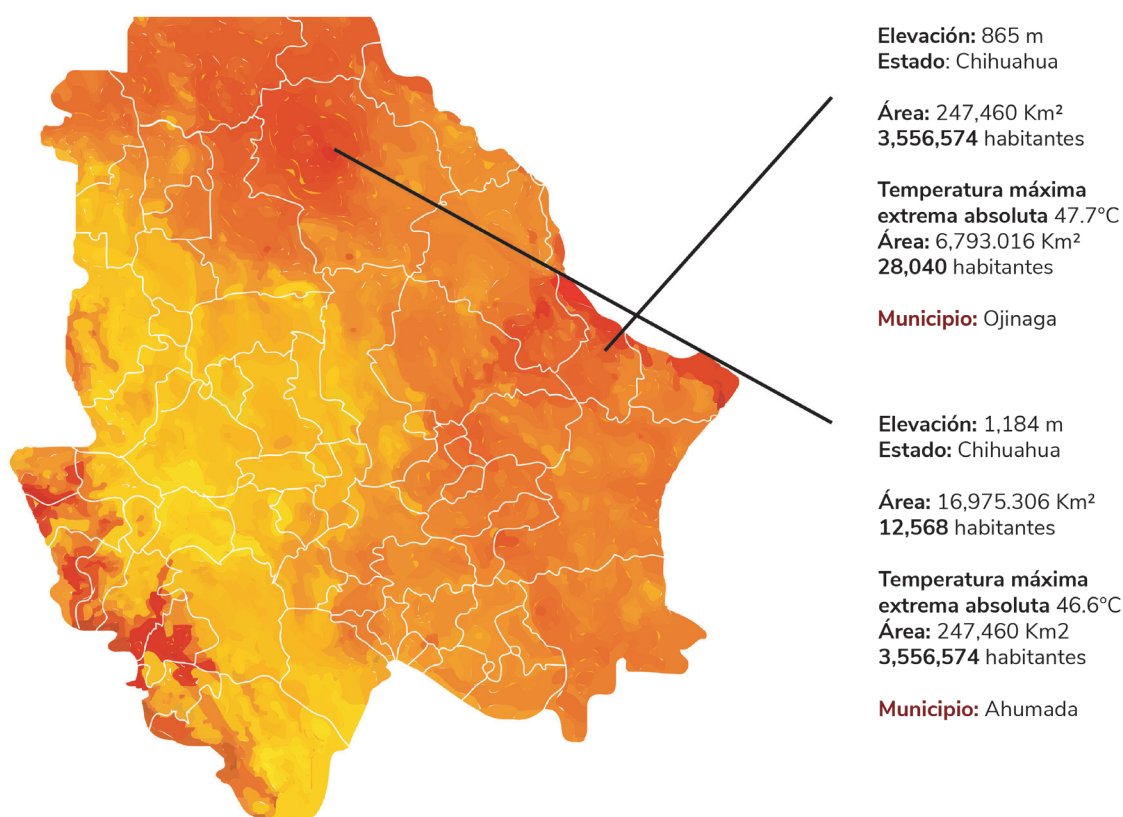 Elevación: 865 m
Estado: Chihuahua
Área: 247,460 Km²
3,556,574 habitantes
Temperatura máxima
extrema absoluta 47.7°C
Área: 6,793.016 Km²
28,040 habitantes
Municipio: Ojinaga
Elevación: 1,184 m
Estado: Chihuahua
Área: 16,975.306 Km²
12,568 habitantes
Temperatura máxima
extrema absoluta 46.6°C
Área: 247,460 Km2
3,556,574 habitantes
Municipio: Ahumada